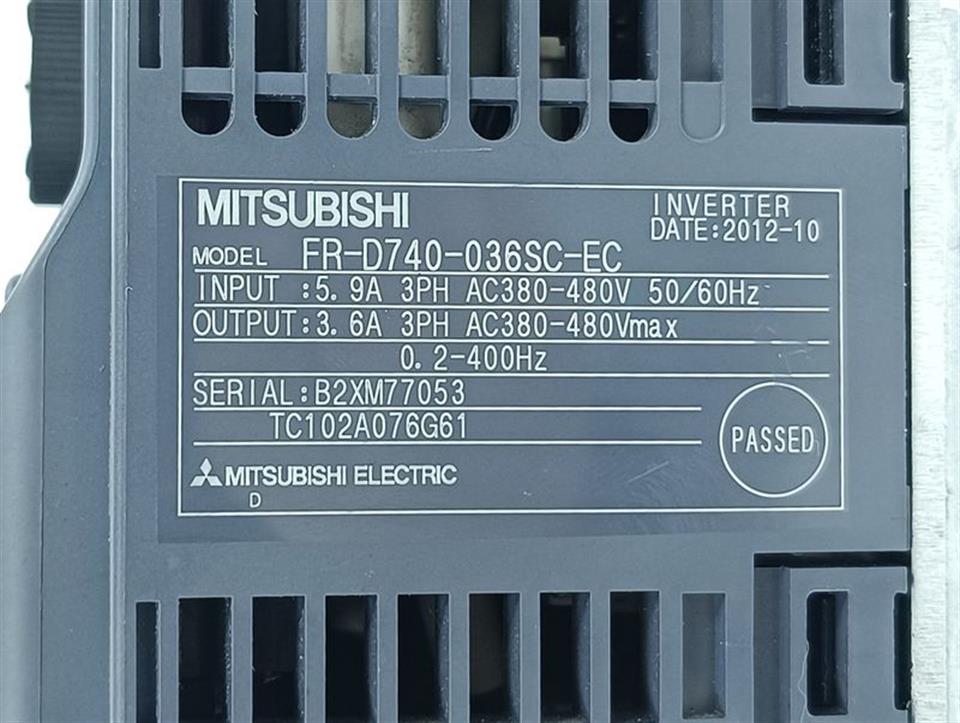 MITSUBISHI
INVERTER
DATE:2012-10
MODEL FR-D740-036SC-EC
INPUT :5.9A 3PH AC380-480V 50/60Hz
OUTPUT:3.6A 3PH AC380-480Vmax
0.2-400Hz
SERIAL:B2XM77053
TC102A076G61
PASSED
MITSUBISHI ELECTRIC
D